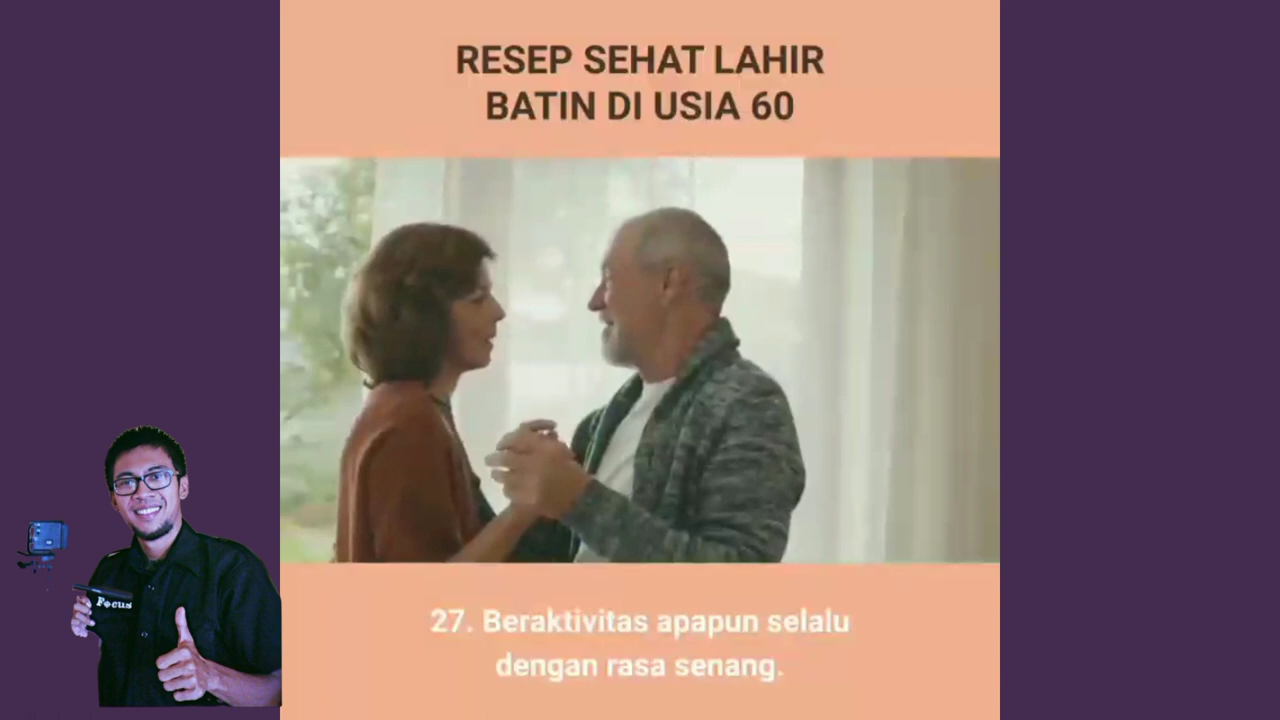 RESEP SEHAT LAHIR
BATIN DI USIA 60
Focus
27. Beraktivitas apapun selalu
dengan rasa senang.